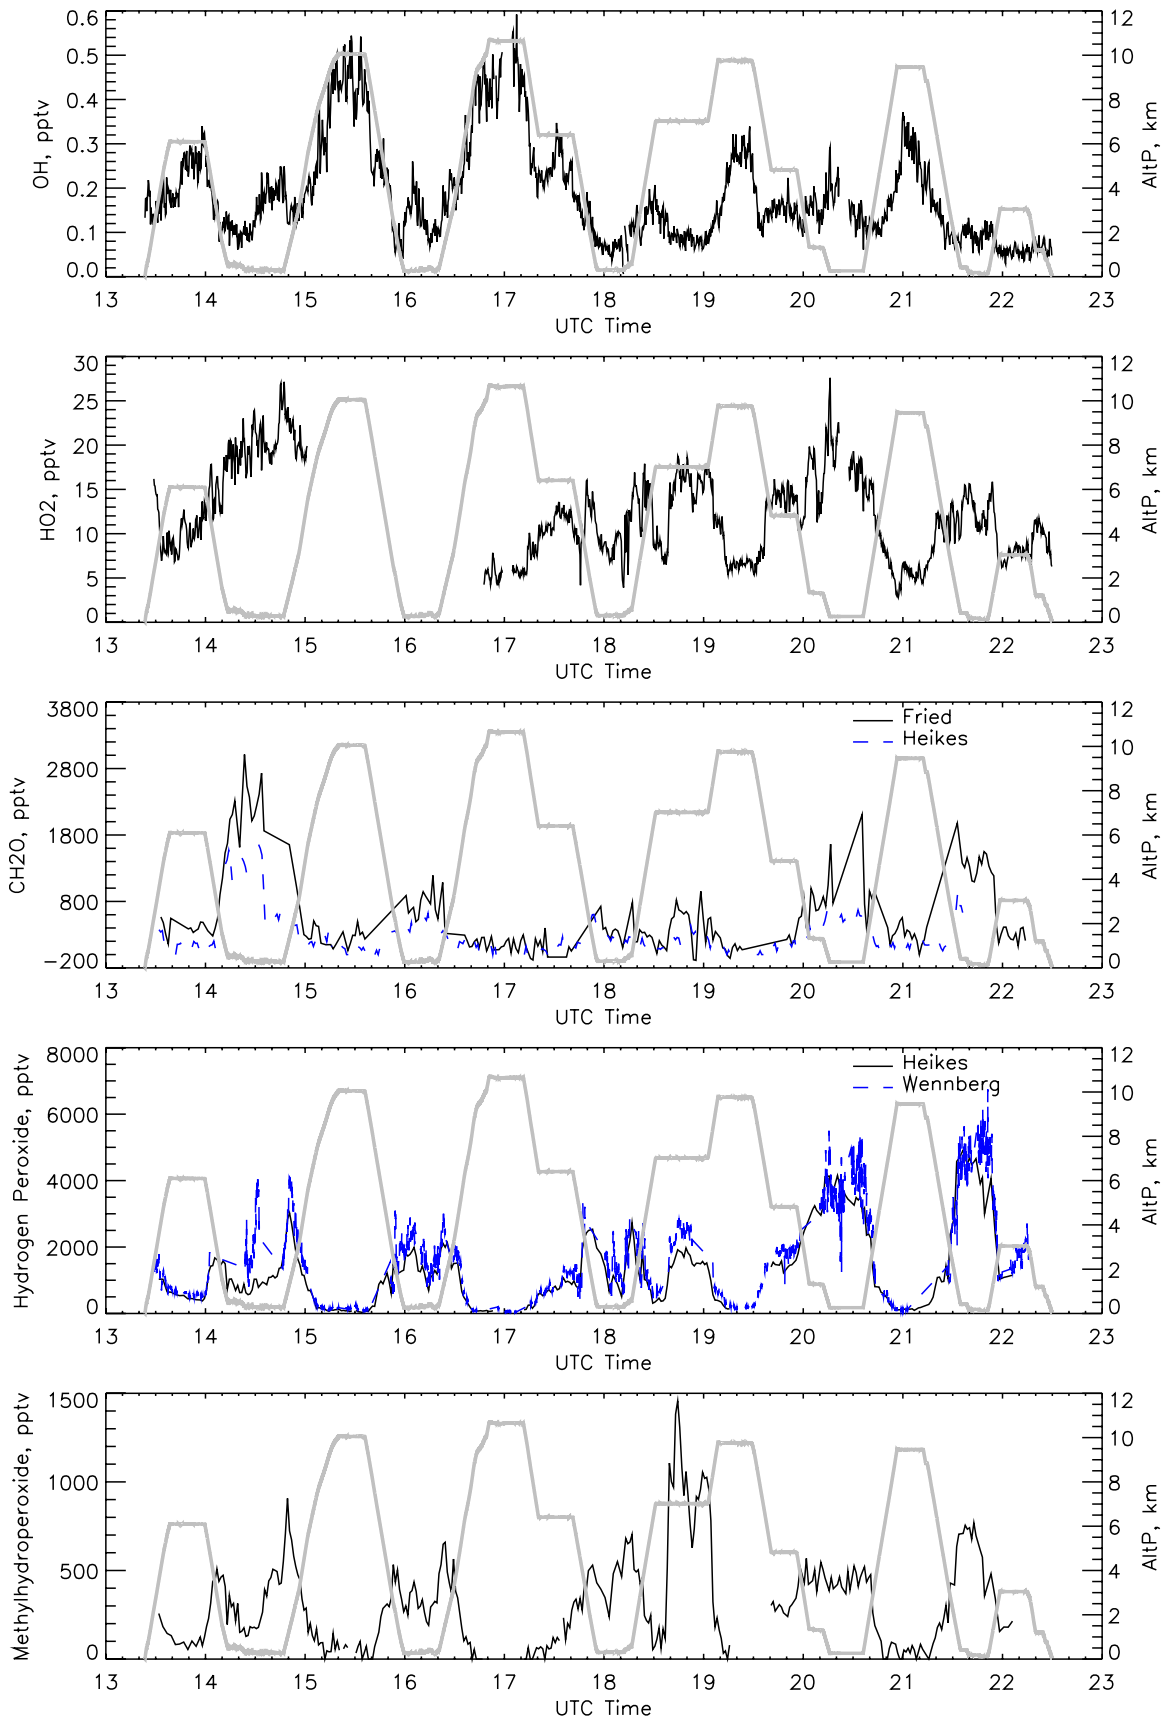 OH, pptv
0.6
0.5
0.4
0.3
0.2
0.1
0.0
12
10
8
6
4
2
0
AltP, km
13 14 15 16 17 18 19 20 21 22 23
UTC Time
HO2, pptv
30
25
20
15
10
5
0
12
10
8
6
4
2
0
AltP, km
13 14 15 16 17 18 19 20 21 22 23
UTC Time
CH2O, pptv
3800
2800
1800
800
−200
Fried
Heikes
12
10
8
6
4
2
0
AltP, km
13 14 15 16 17 18 19 20 21 22 23
UTC Time
Hydrogen Peroxide, pptv
8000
6000
4000
2000
0
Heikes
Wennberg
12
10
8
6
4
2
0
AltP, km
13 14 15 16 17 18 19 20 21 22 23
UTC Time
Methylhydroperoxide, pptv
1500
1000
500
0
12
10
8
6
4
2
0
AltP, km
13 14 15 16 17 18 19 20 21 22 23
UTC Time